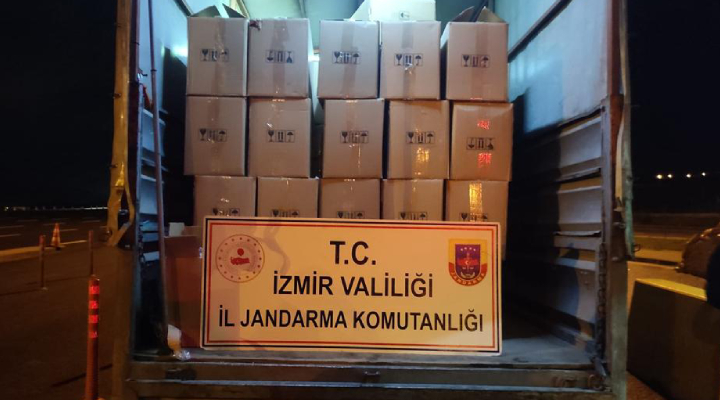 T.C.
İZMİR VALİLİĞİ
İL JANDARMA KOMUTANLIĞI